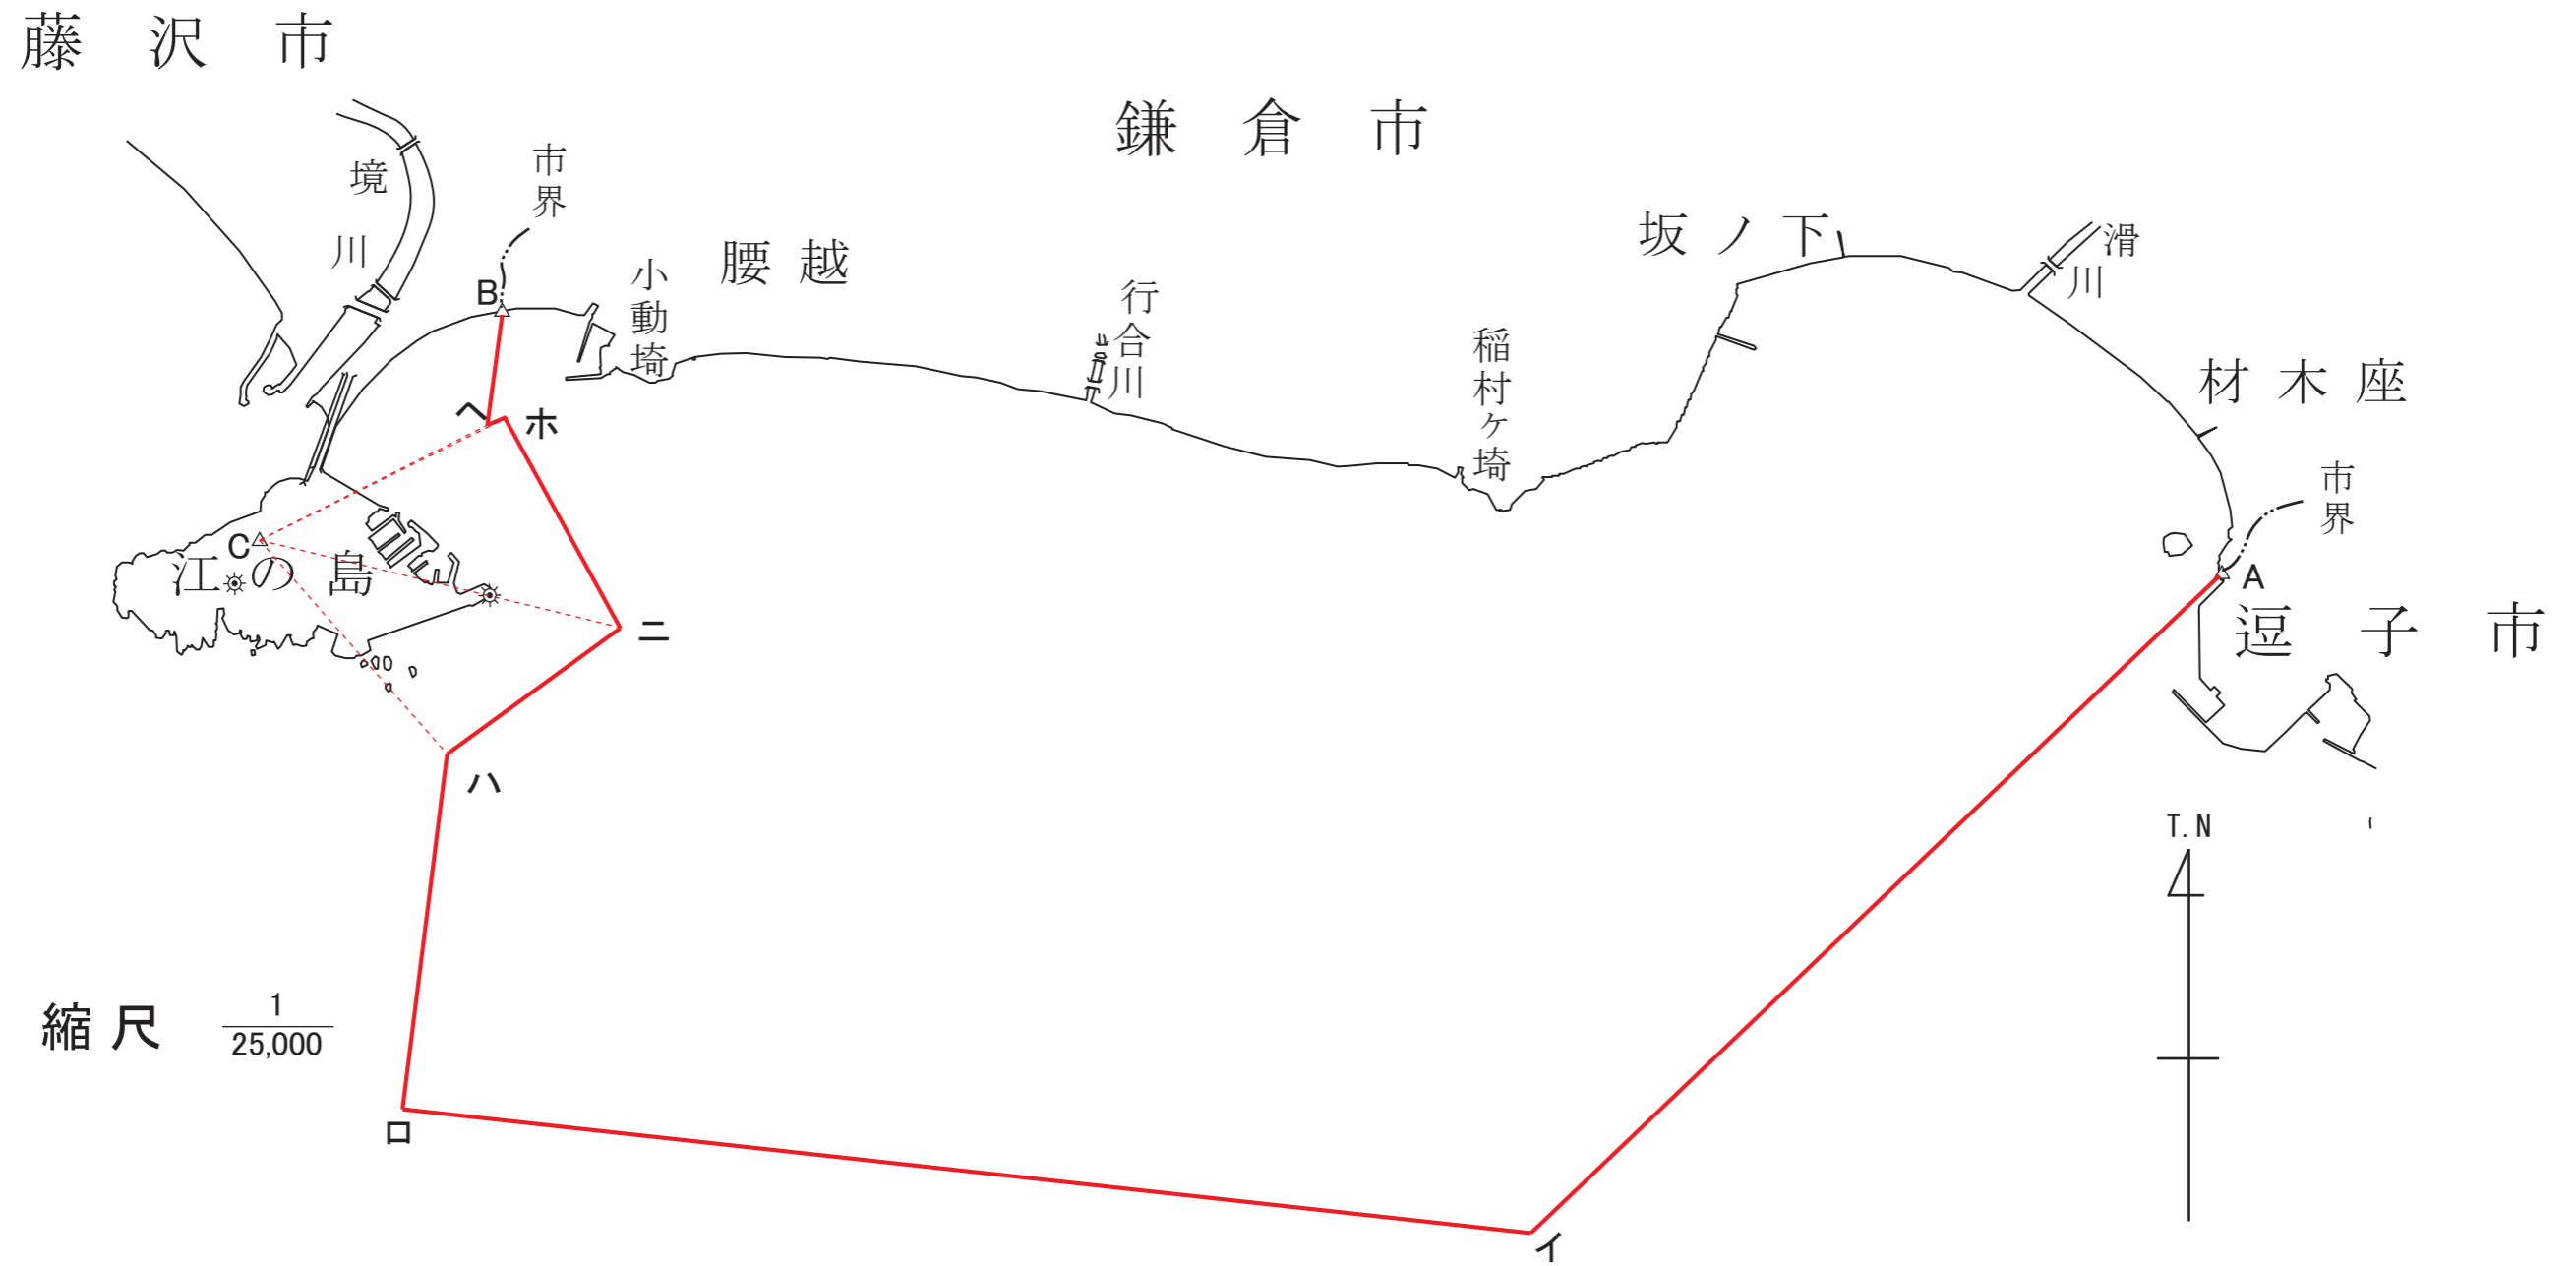 藤沢市
鎌倉市
境川
市界
B
小動埼
腰越
行合川
稲村ヶ埼
坂ノ下
滑川
材木座
市界
A
逗子市
ヘ
ホ
C
江の島
ニ
ハ
T.N
縮尺 1/25,000
ロ
イ